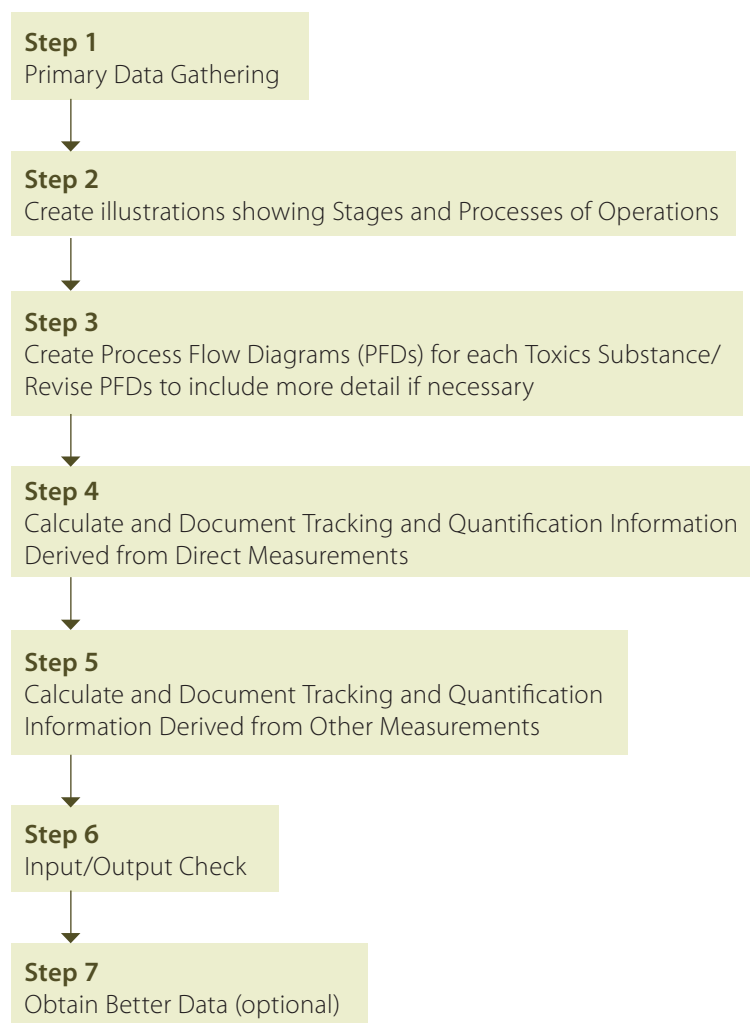 Step 1
Primary Data Gathering
Step 2
Create illustrations showing Stages and Processes of Operations
Step 3
Create Process Flow Diagrams (PFDs) for each Toxics Substance/
Revise PFDs to include more detail if necessary
Step 4
Calculate and Document Tracking and Quantification Information
Derived from Direct Measurements
Step 5
Calculate and Document Tracking and Quantification
Information Derived from Other Measurements
Step 6
Input/Output Check
Step 7
Obtain Better Data (optional)